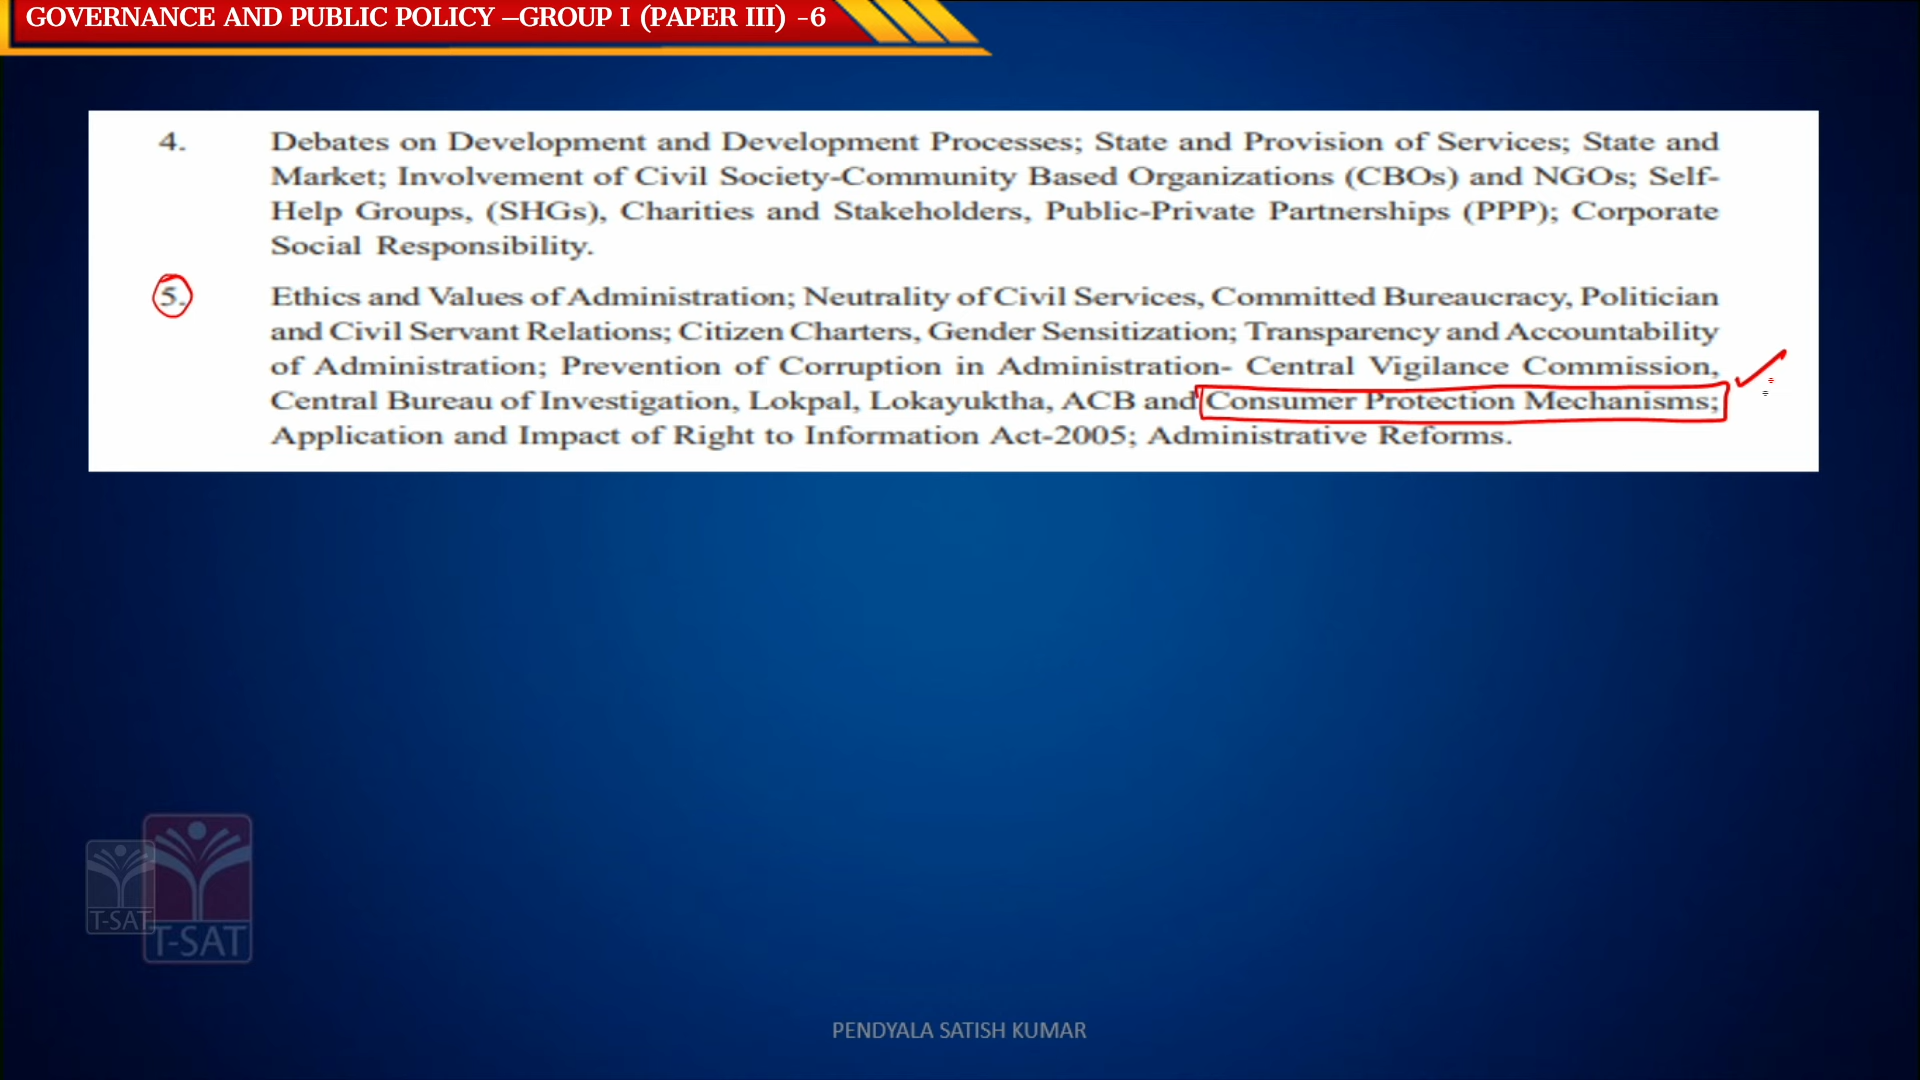 GOVERNANCE AND PUBLIC POLICY –GROUP I (PAPER III) -6
4. Debates on Development and Development Processes; State and Provision of Services; State and
Market; Involvement of Civil Society-Community Based Organizations (CBOs) and NGOs; Self-
Help Groups, (SHGs), Charities and Stakeholders, Public-Private Partnerships (PPP); Corporate
Social Responsibility.
5. Ethics and Values of Administration; Neutrality of Civil Services, Committed Bureaucracy, Politician
and Civil Servant Relations; Citizen Charters, Gender Sensitization; Transparency and Accountability
of Administration; Prevention of Corruption in Administration- Central Vigilance Commission,
Central Bureau of Investigation, Lokpal, Lokayuktha, ACB and Consumer Protection Mechanisms;
Application and Impact of Right to Information Act-2005; Administrative Reforms.
T-SAT
T-SAT
PENDYALA SATISH KUMAR